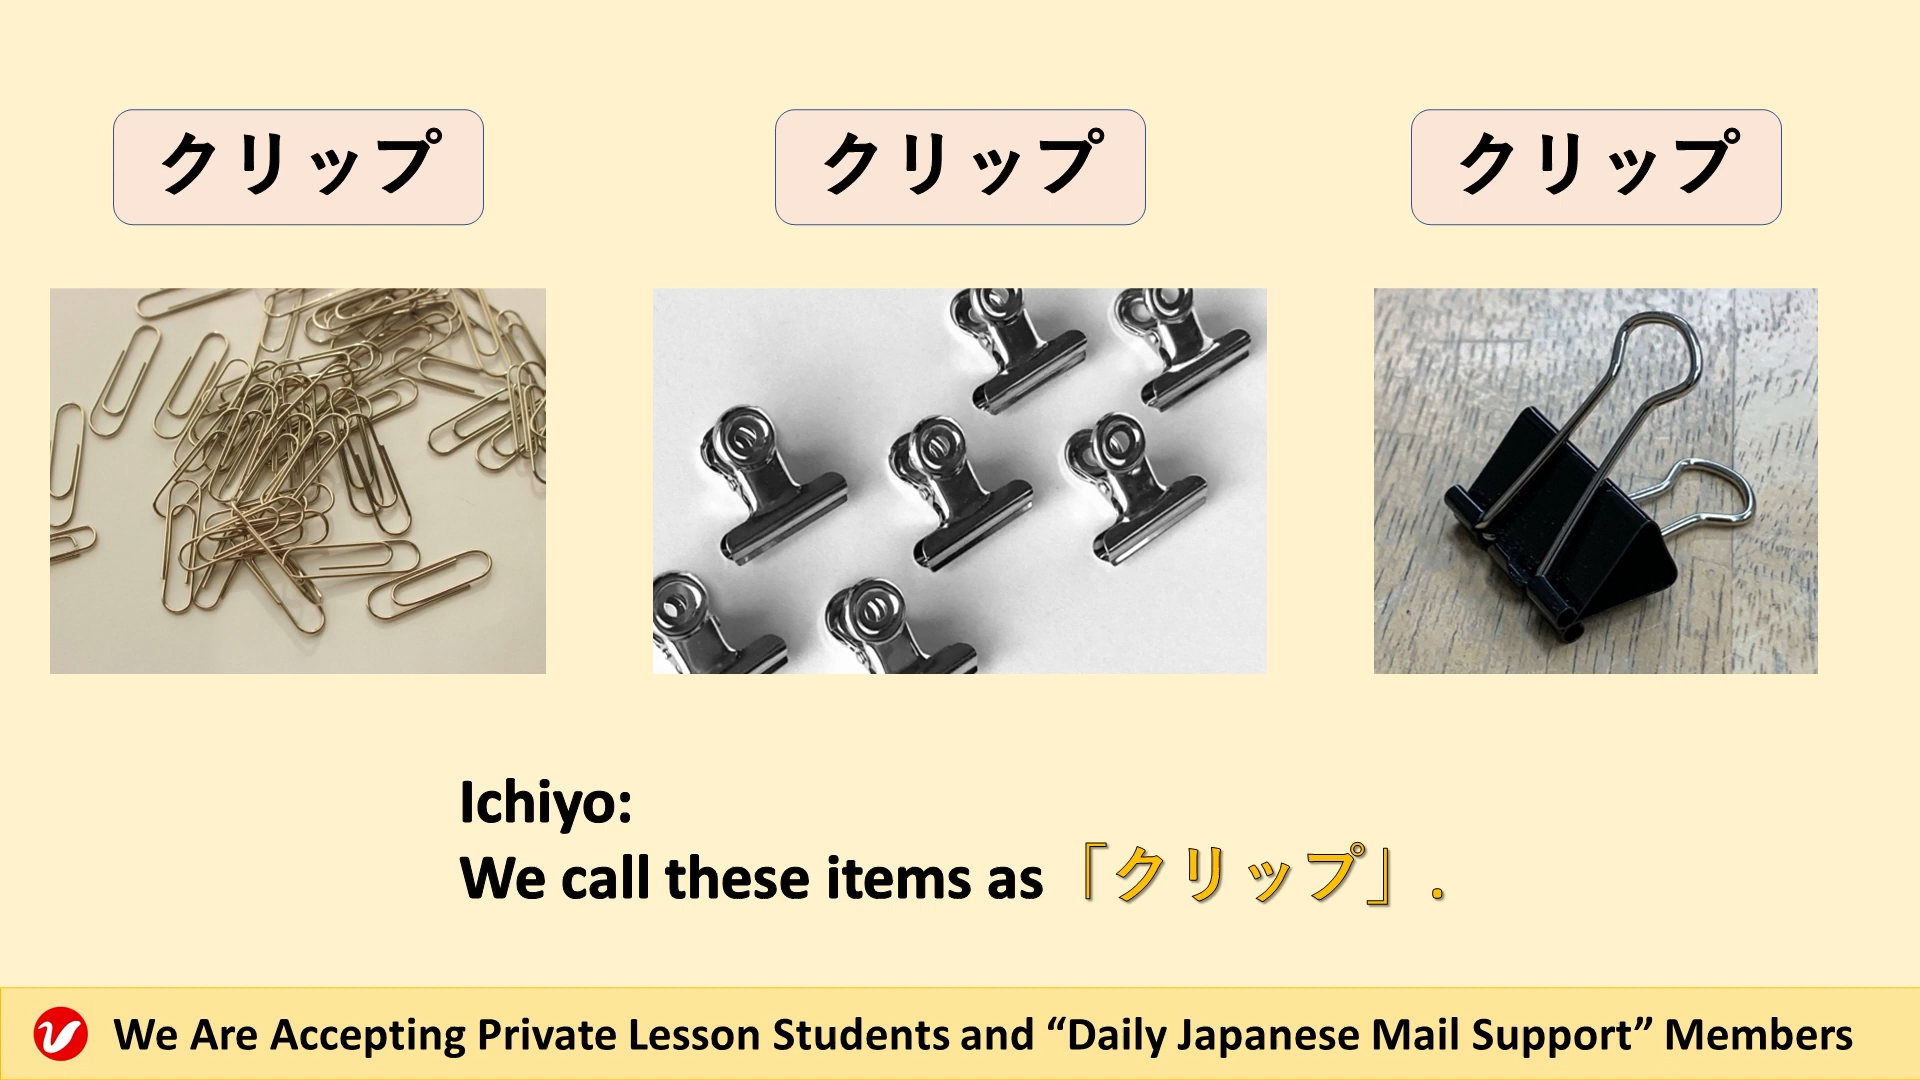 クリップ
クリップ
クリップ
Ichiyo:
We call these items as「クリップ」.
We Are Accepting Private Lesson Students and “Daily Japanese Mail Support” Members